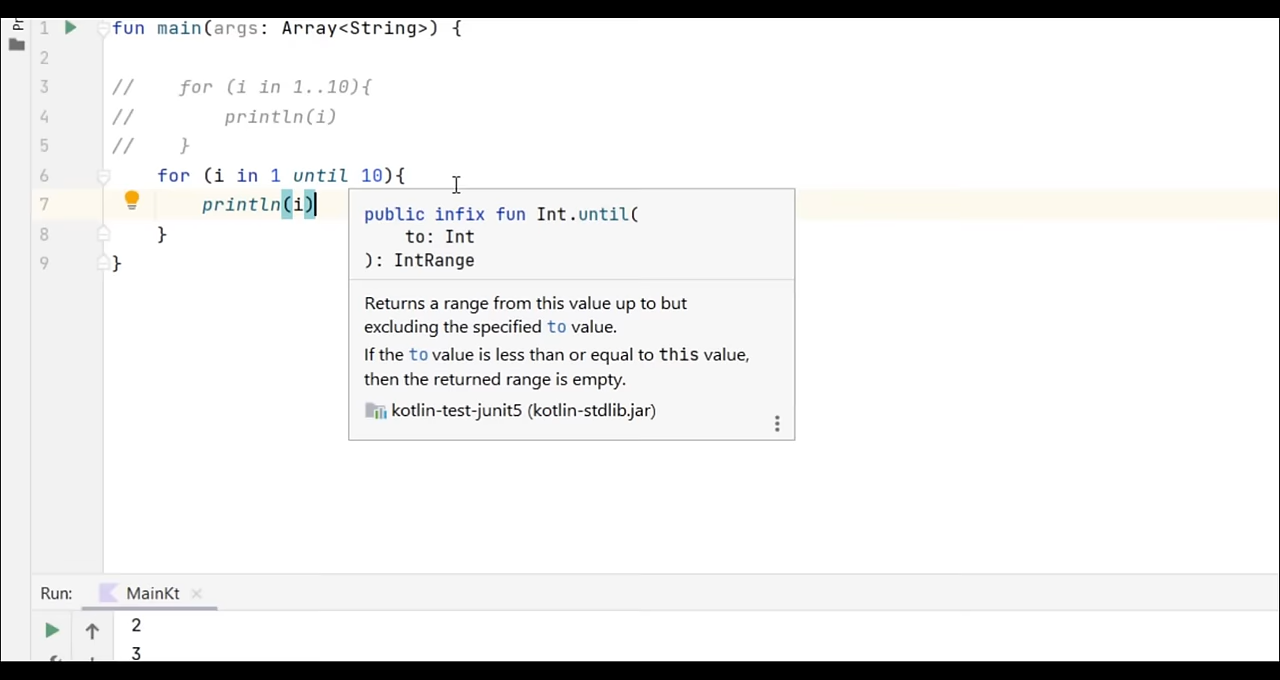 Pr
1 fun main(args: Array<String>) {
2
3 //    for (i in 1..10){
4 //        println(i)
5 //    }
6     for (i in 1 until 10){
7         println(i)
8     }
9 }
public infix fun Int.until(
    to: Int
): IntRange
Returns a range from this value up to but
excluding the specified to value.
If the to value is less than or equal to this value,
then the returned range is empty.
kotlin-test-junit5 (kotlin-stdlib.jar)
Run: MainKt
2
3